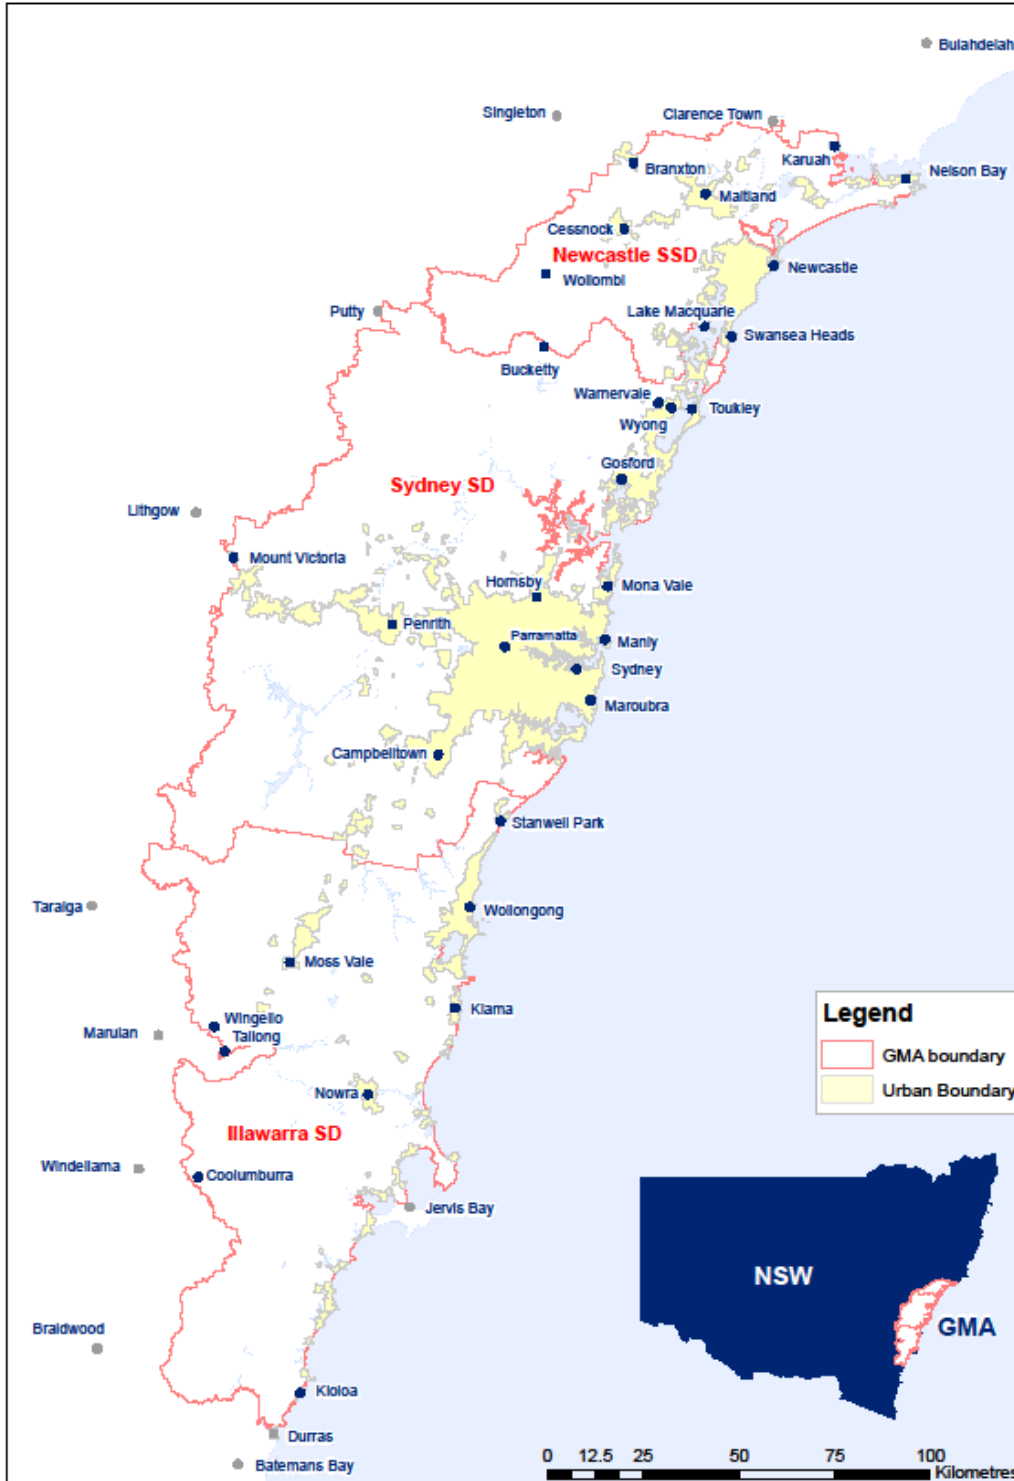 Bulahdelah
Singleton
Clarence Town
Karuah
Branxton
Nelson Bay
Maitland
Cessnock
Newcastle SSD
Newcastle
Wollombi
Putty
Lake Macquarie
Swansea Heads
Bucketty
Warnervale
Toukley
Wyong
Gosford
Sydney SD
Lithgow
Mount Victoria
Hornsby
Mona Vale
Penrith
Parramatta
Manly
Sydney
Maroubra
Campbelltown
Stanwell Park
Taralga
Wollongong
Moss Vale
Kiama
Wingello
Marulan
Tallong
Legend
GMA boundary
Urban Boundary
Nowra
Illawarra SD
Windellama
Coolumburra
Jervis Bay
NSW
GMA
Braidwood
Kioloa
Durras
Batemans Bay
0 12.5 25 50 75 100
Kilometres